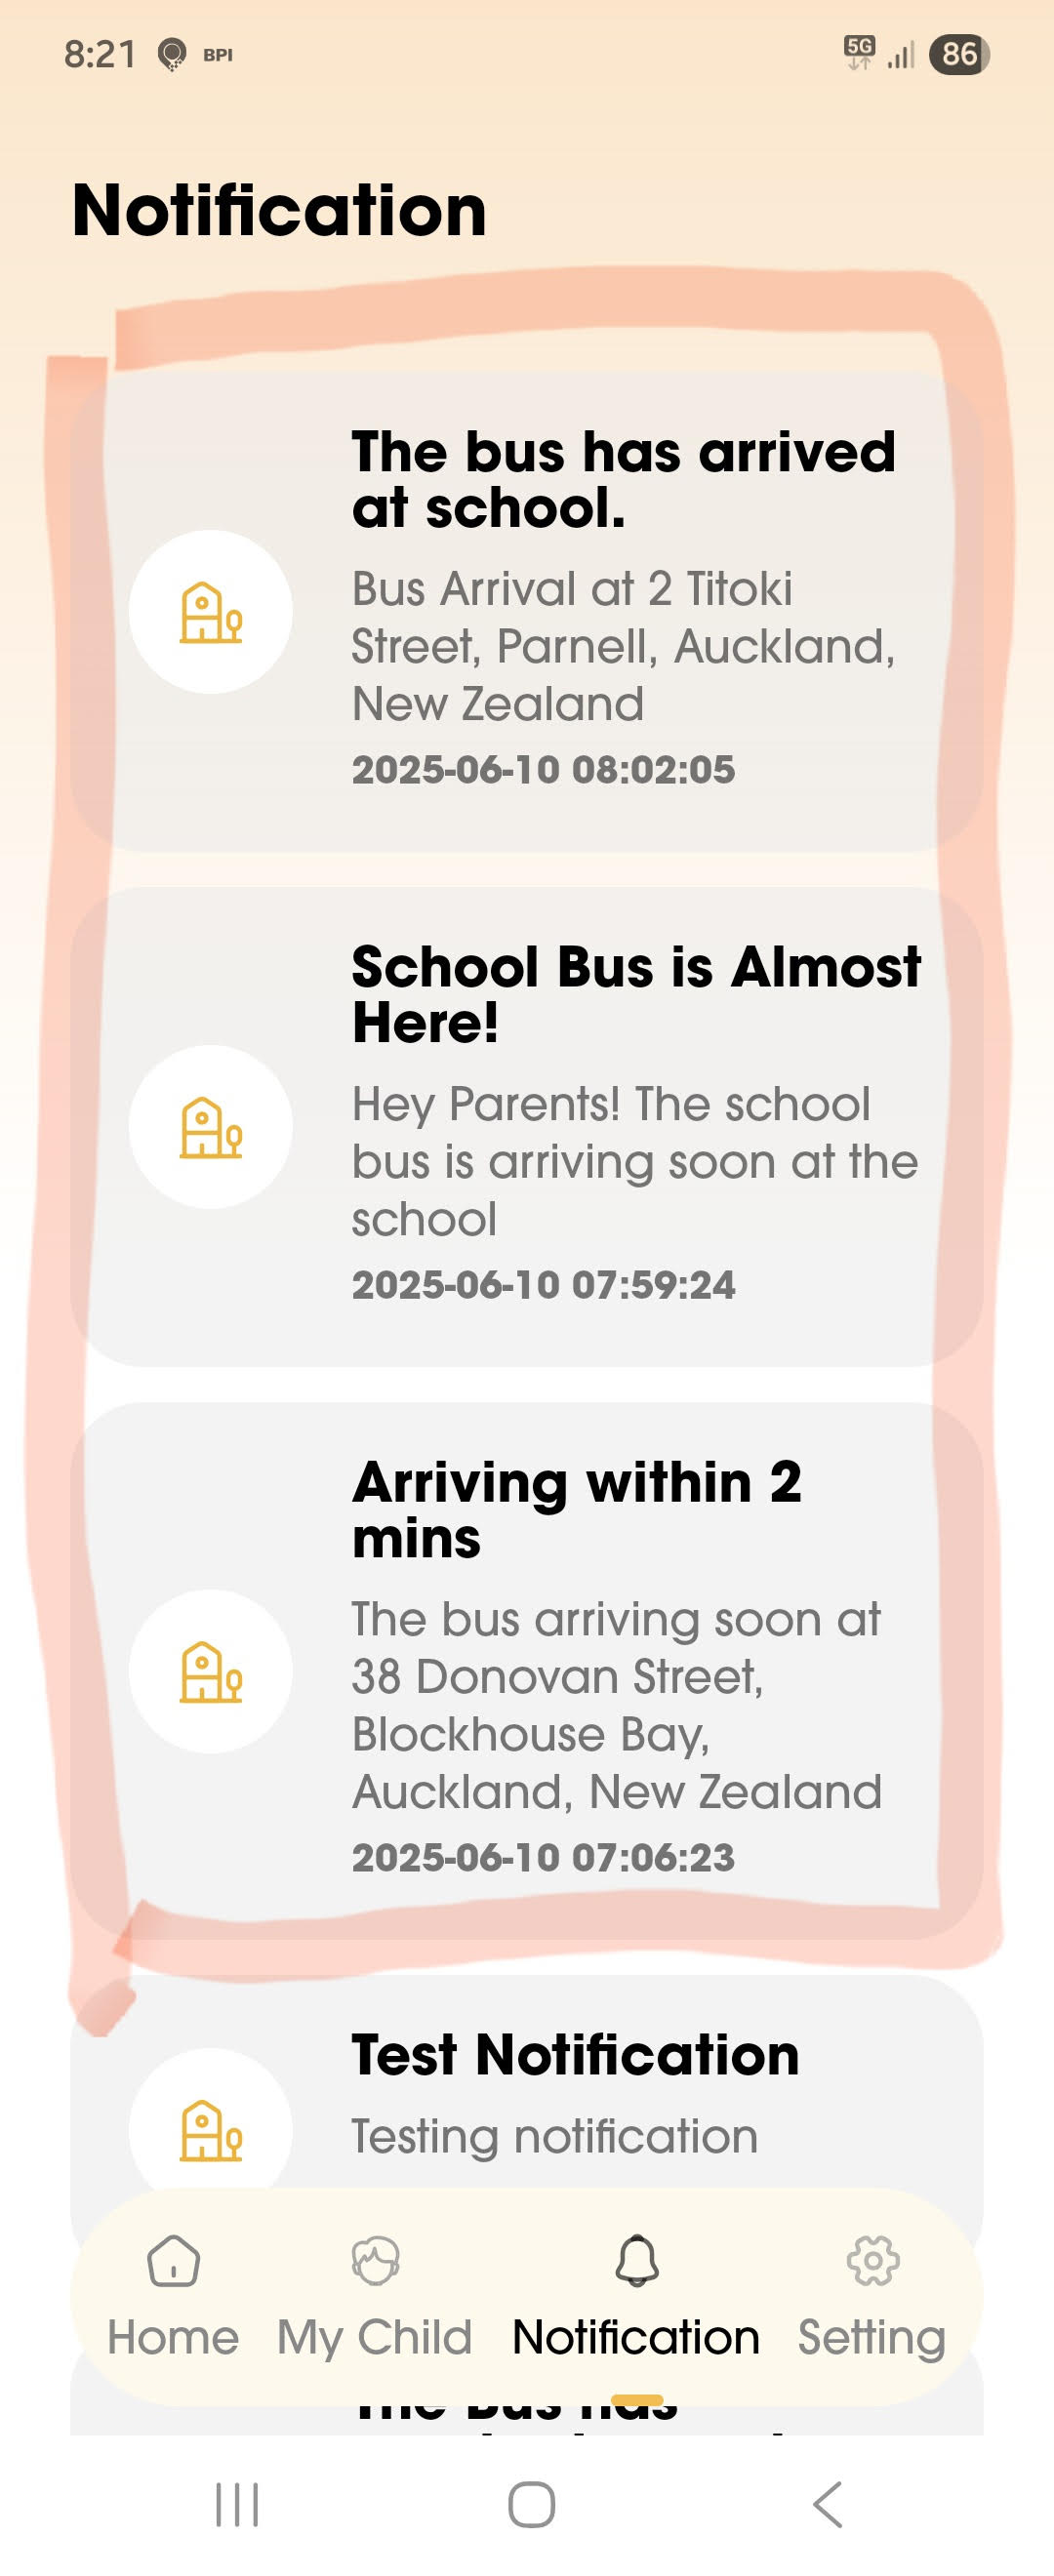 8:21 BPI 5G 86
Notification
The bus has arrived
at school.
Bus Arrival at 2 Titoki
Street, Parnell, Auckland,
New Zealand
2025-06-10 08:02:05
School Bus is Almost
Here!
Hey Parents! The school
bus is arriving soon at the
school
2025-06-10 07:59:24
Arriving within 2
mins
The bus arriving soon at
38 Donovan Street,
Blockhouse Bay,
Auckland, New Zealand
2025-06-10 07:06:23
Test Notification
Testing notification
Home My Child Notification Setting
The Bus has